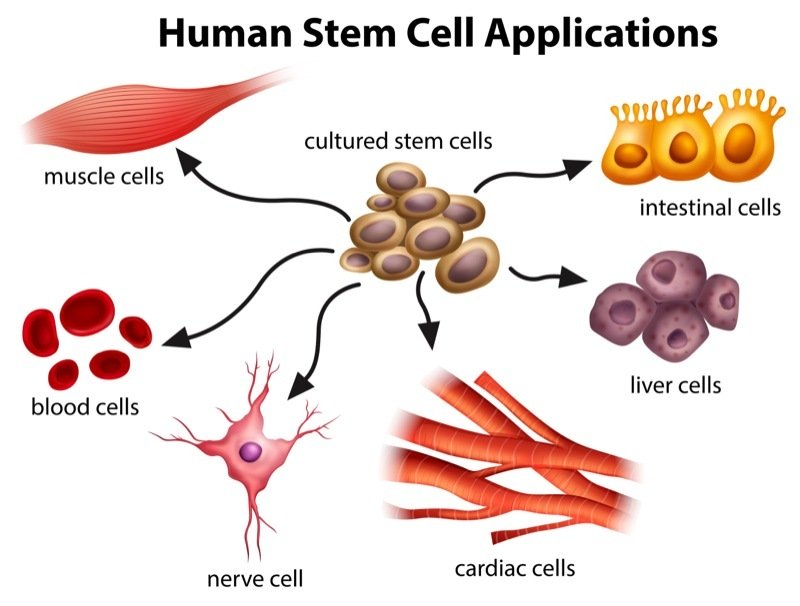 Human Stem Cell Applications
cultured stem cells
muscle cells
intestinal cells
blood cells
liver cells
nerve cell
cardiac cells